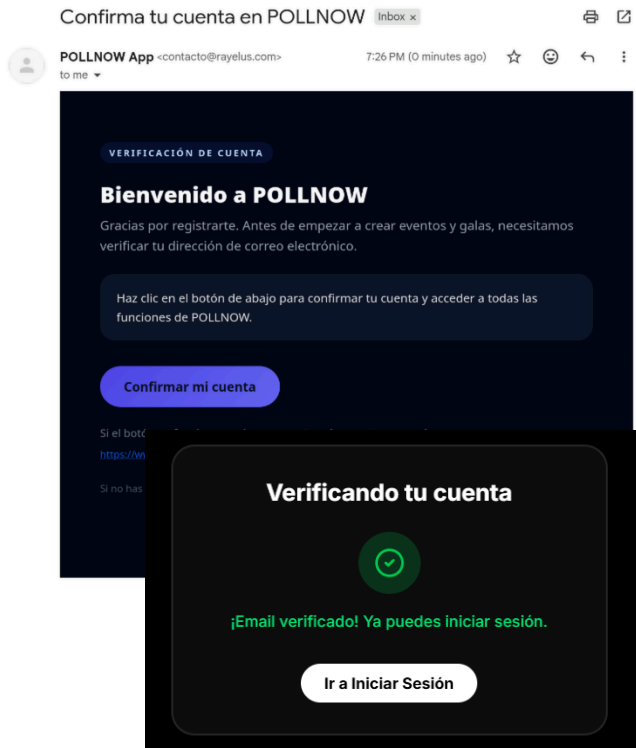 Confirma tu cuenta en POLLNOW Inbox x
POLLNOW App <contacto@rayelus.com> 7:26 PM (0 minutes ago)
to me
VERIFICACIÓN DE CUENTA
Bienvenido a POLLNOW
Gracias por registrarte. Antes de empezar a crear eventos y galas, necesitamos
verificar tu dirección de correo electrónico.
Haz clic en el botón de abajo para confirmar tu cuenta y acceder a todas las
funciones de POLLNOW.
Confirmar mi cuenta
Si el botó
https://ww
Si no has
Verificando tu cuenta
¡Email verificado! Ya puedes iniciar sesión.
Ir a Iniciar Sesión